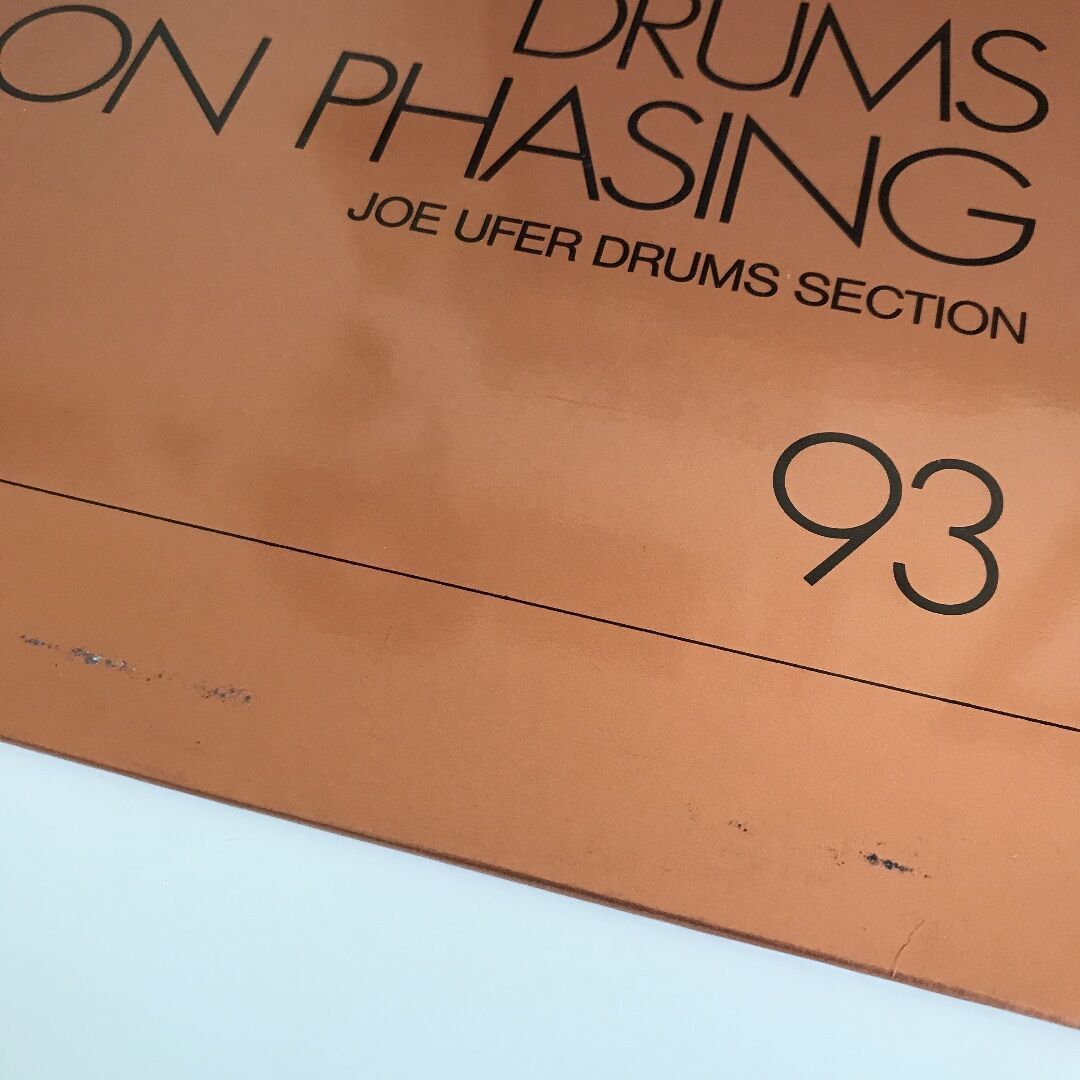 DRUMS
ON PHASING
JOE UFER DRUMS SECTION
93